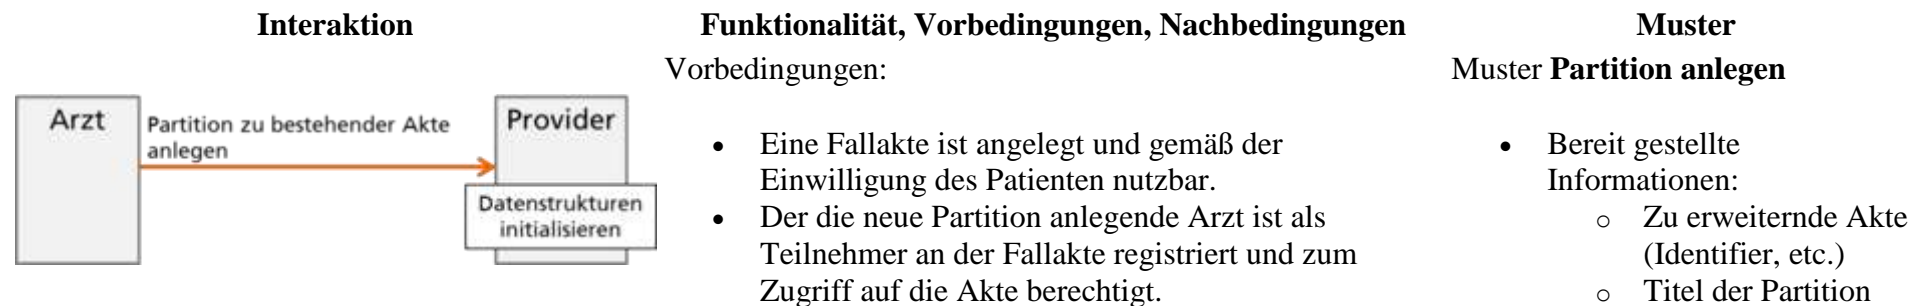 Interaktion
Arzt
Partition zu bestehender Akte
anlegen
Provider
Datenstrukturen
initialisieren
Funktionalität, Vorbedingungen, Nachbedingungen
Vorbedingungen:
• Eine Fallakte ist angelegt und gemäß der
Einwilligung des Patienten nutzbar.
• Der die neue Partition anlegende Arzt ist als
Teilnehmer an der Fallakte registriert und zum
Zugriff auf die Akte berechtigt.
Muster
Muster Partition anlegen
• Bereit gestellte
Informationen:
o Zu erweiternde Akte
(Identifier, etc.)
o Titel der Partition